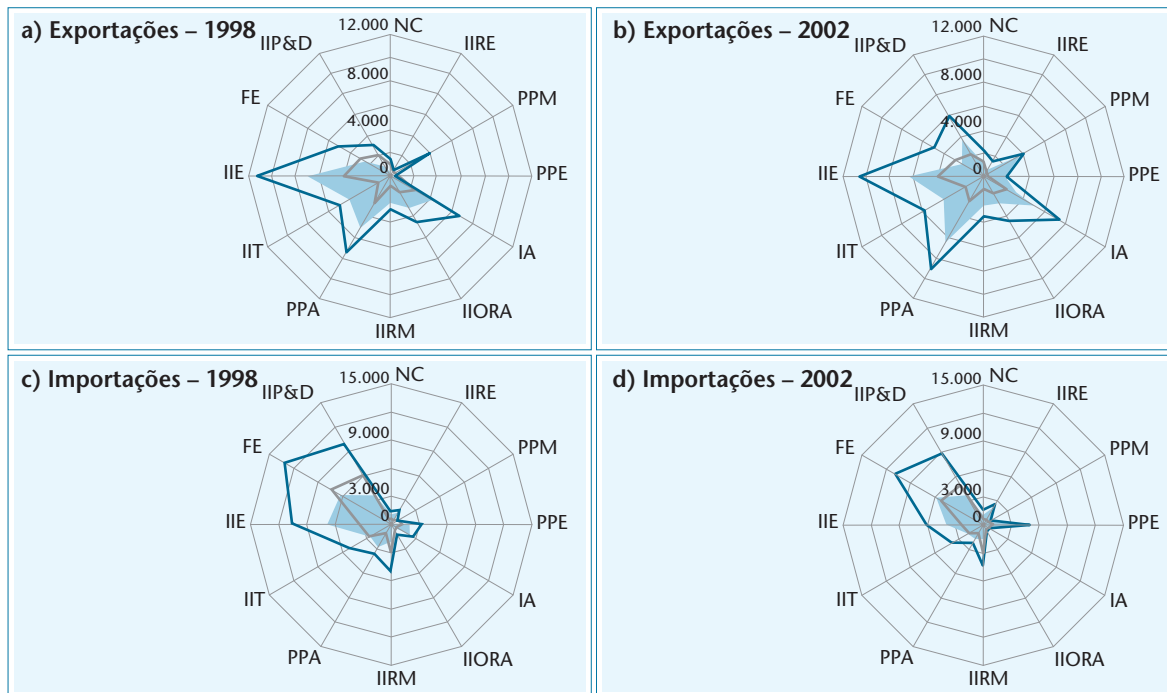 a) Exportações – 1998
12.000 NC
IIRE
PPM
PPE
IA
IIORA
IIRM
PPA
IIT
IIE
FE
IIP&D
8.000
4.000
0
b) Exportações – 2002
12.000 NC
IIRE
PPM
PPE
IA
IIORA
IIRM
PPA
IIT
IIE
FE
IIP&D
8.000
4.000
0
c) Importações – 1998
15.000 NC
IIRE
PPM
PPE
IA
IIORA
IIRM
PPA
IIT
IIE
FE
IIP&D
9.000
3.000
0
d) Importações – 2002
15.000 NC
IIRE
PPM
PPE
IA
IIORA
IIRM
PPA
IIT
IIE
FE
IIP&D
9.000
3.000
0